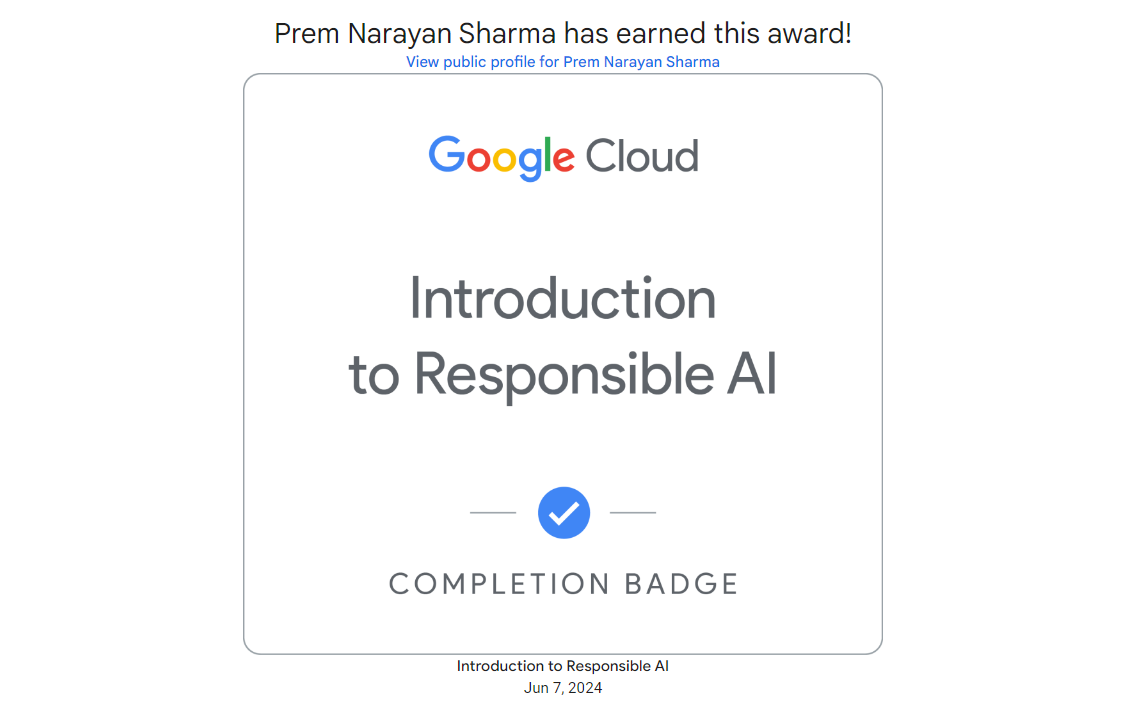 Prem Narayan Sharma has earned this award!
View public profile for Prem Narayan Sharma
Google Cloud
Introduction
to Responsible AI
COMPLETION BADGE
Introduction to Responsible AI
Jun 7, 2024